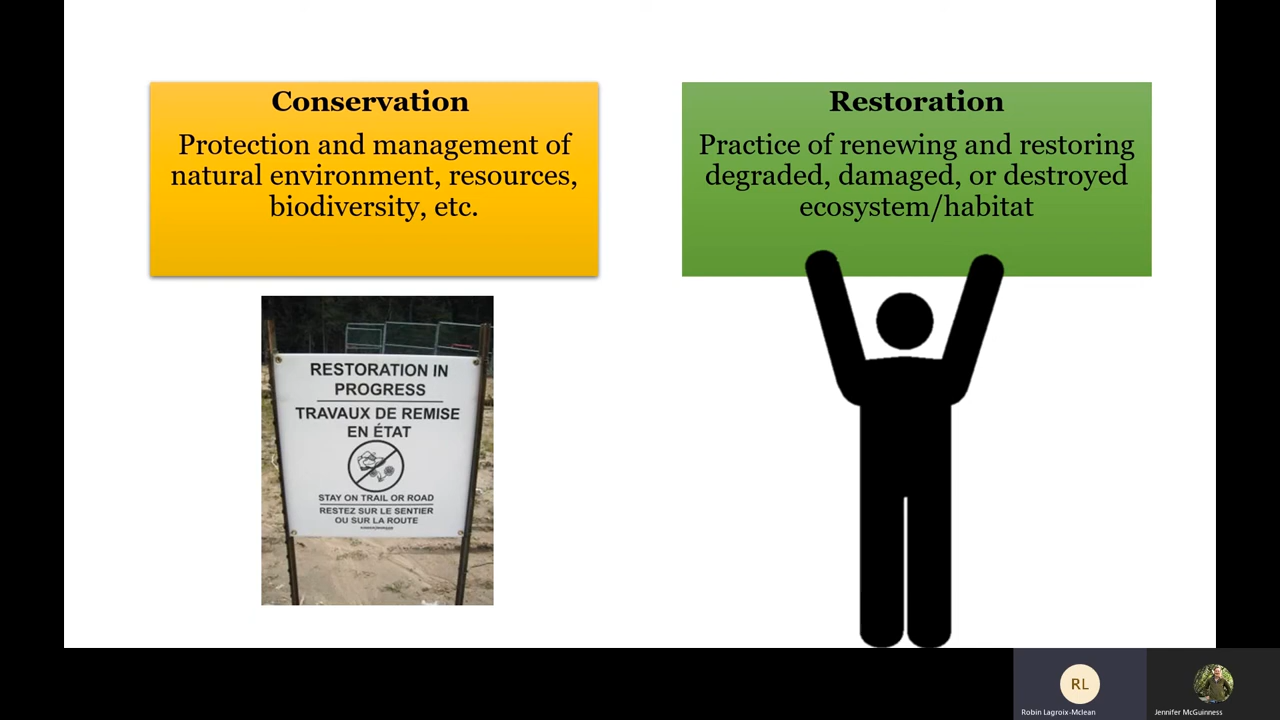 Conservation
Protection and management of
natural environment, resources,
biodiversity, etc.
Restoration
Practice of renewing and restoring
degraded, damaged, or destroyed
ecosystem/habitat
RESTORATION IN
PROGRESS
TRAVAUX DE REMISE
EN ÉTAT
STAY ON TRAIL OR ROAD
RESTEZ SUR LE SENTIER
OU SUR LA ROUTE
RL
Robin Lagroix-Mclean
Jennifer McGuinness